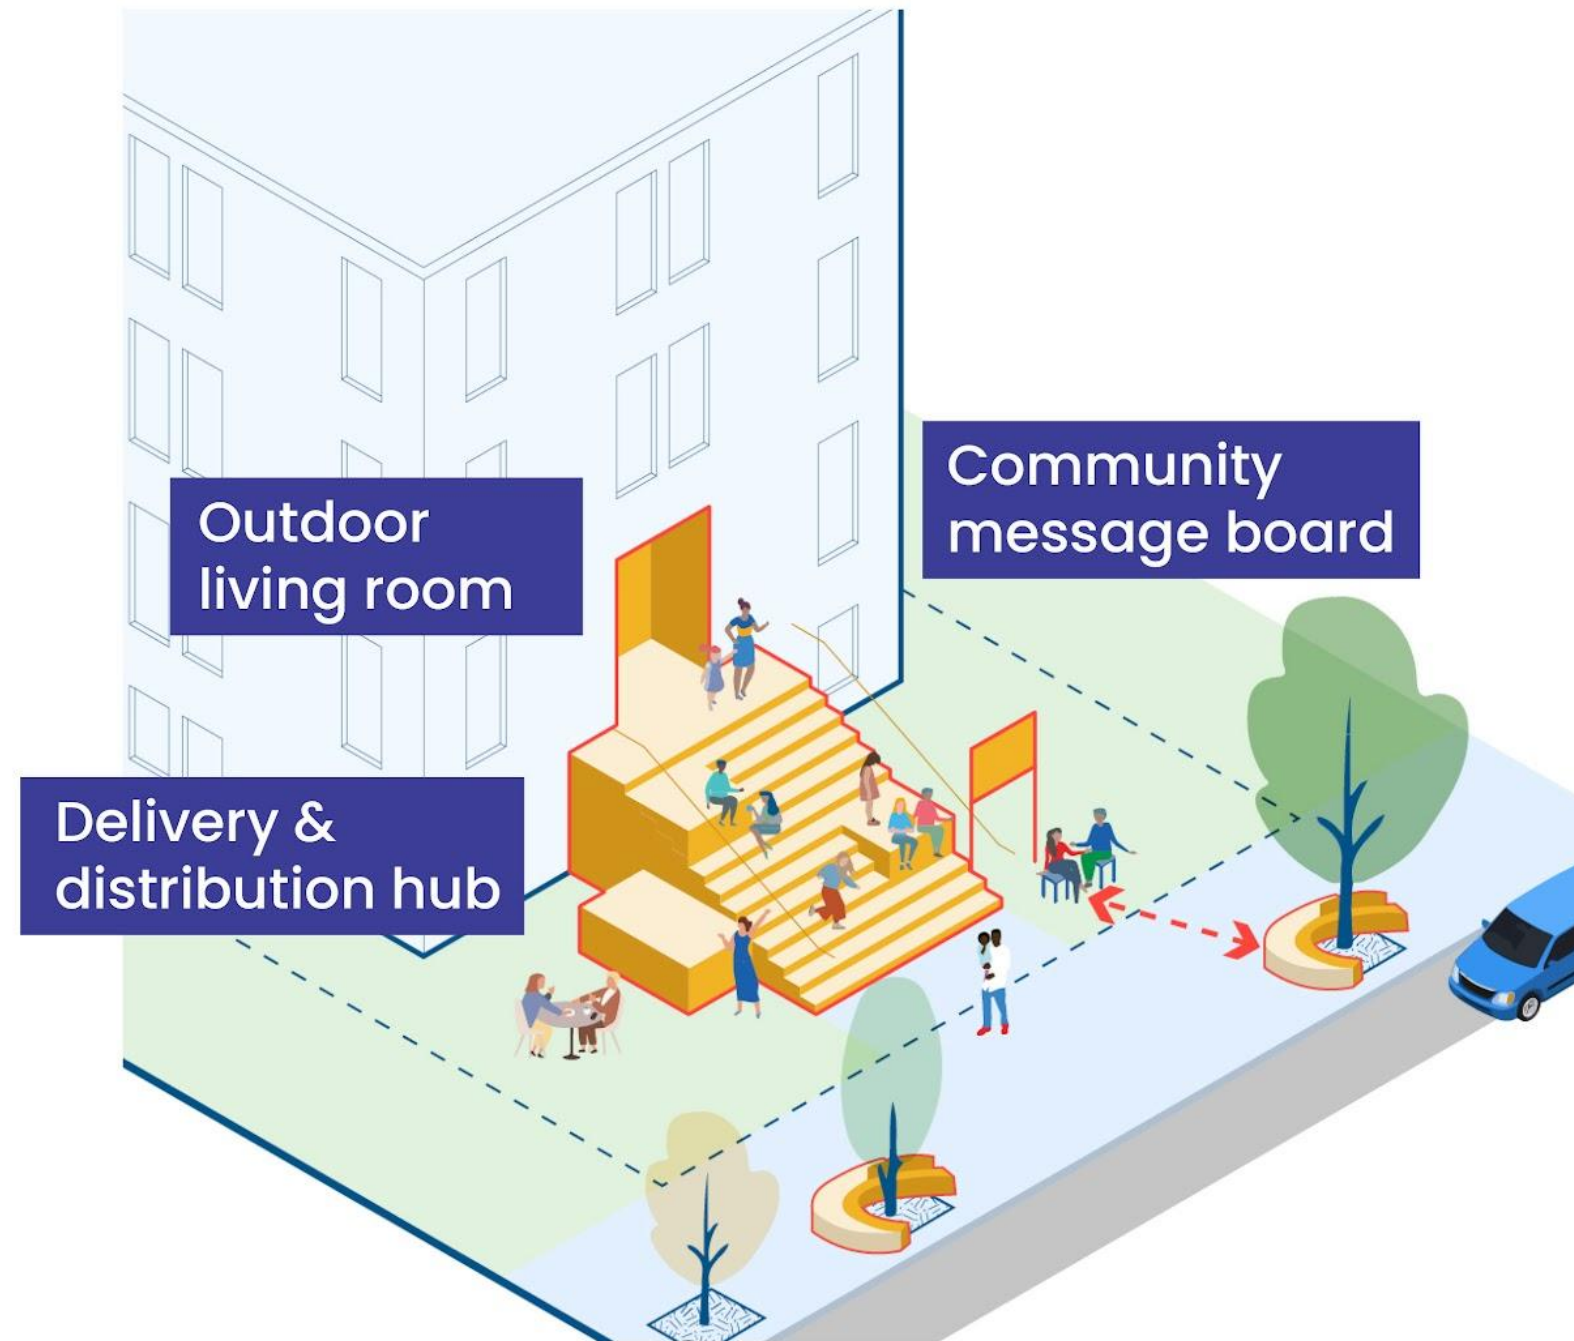 Outdoor
living room
Community
message board
Delivery &
distribution hub